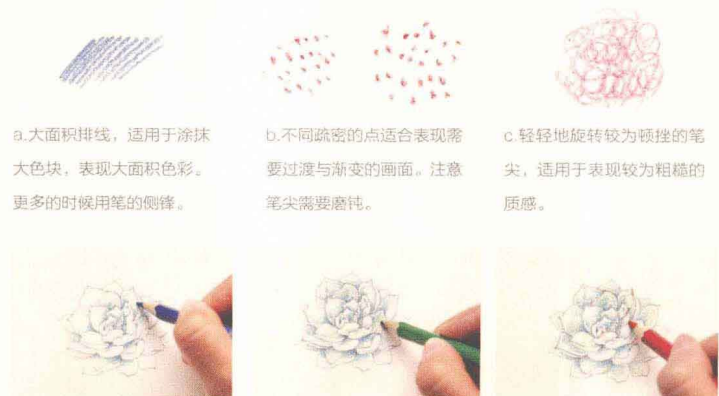 a.大面积排线，适用于涂抹
大色块，表现大面积色彩。
更多的时候用笔的侧锋。
b.不同疏密的点适合表现需
要过渡与渐变的画面。注意
笔尖需要磨钝。
c.轻轻地旋转较为顿挫的笔
尖，适用于表现较为粗糙的
质感。